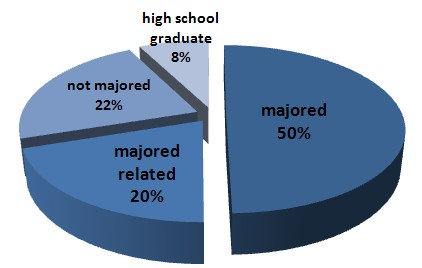 high school
graduate
8%
not majored
22%
majored
50%
majored
related
20%